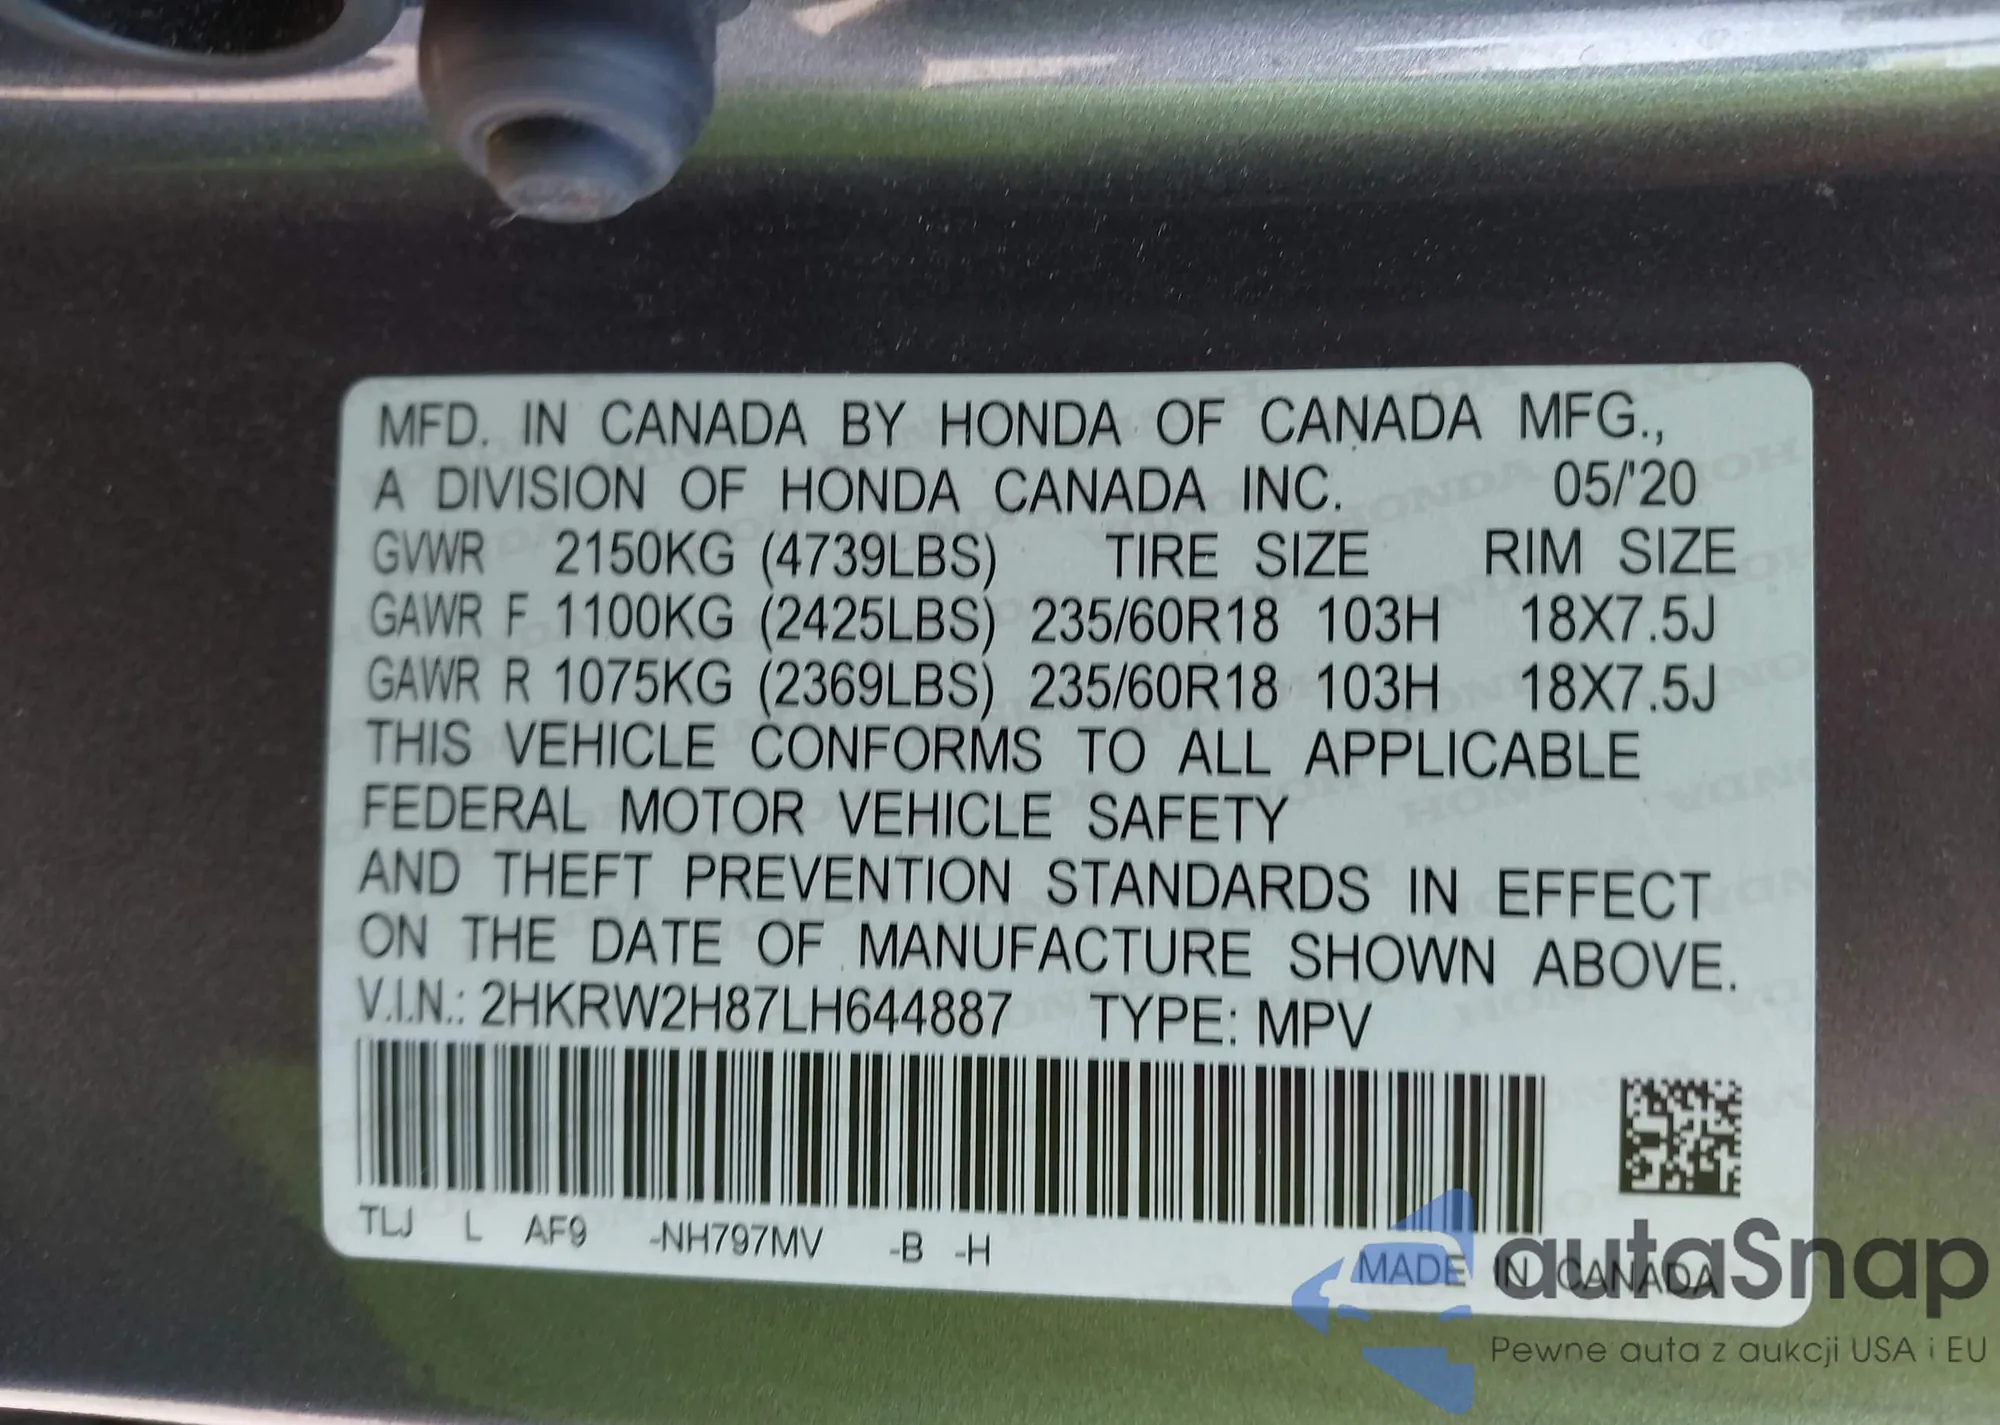 MFD. IN CANADA BY HONDA OF CANADA MFG.,
A DIVISION OF HONDA CANADA INC. 05/'20
GVWR 2150KG (4739LBS) TIRE SIZE RIM SIZE
GAWR F 1100KG (2425LBS) 235/60R18 103H 18X7.5J
GAWR R 1075KG (2369LBS) 235/60R18 103H 18X7.5J
THIS VEHICLE CONFORMS TO ALL APPLICABLE
FEDERAL MOTOR VEHICLE SAFETY
AND THEFT PREVENTION STANDARDS IN EFFECT
ON THE DATE OF MANUFACTURE SHOWN ABOVE.
V.I.N.: 2HKRW2H87LH644887 TYPE: MPV
TLJ L AF9 -NH797MV -B -H
MADE IN CANADA
autaSnap
Pewne auta z aukcji USA i EU